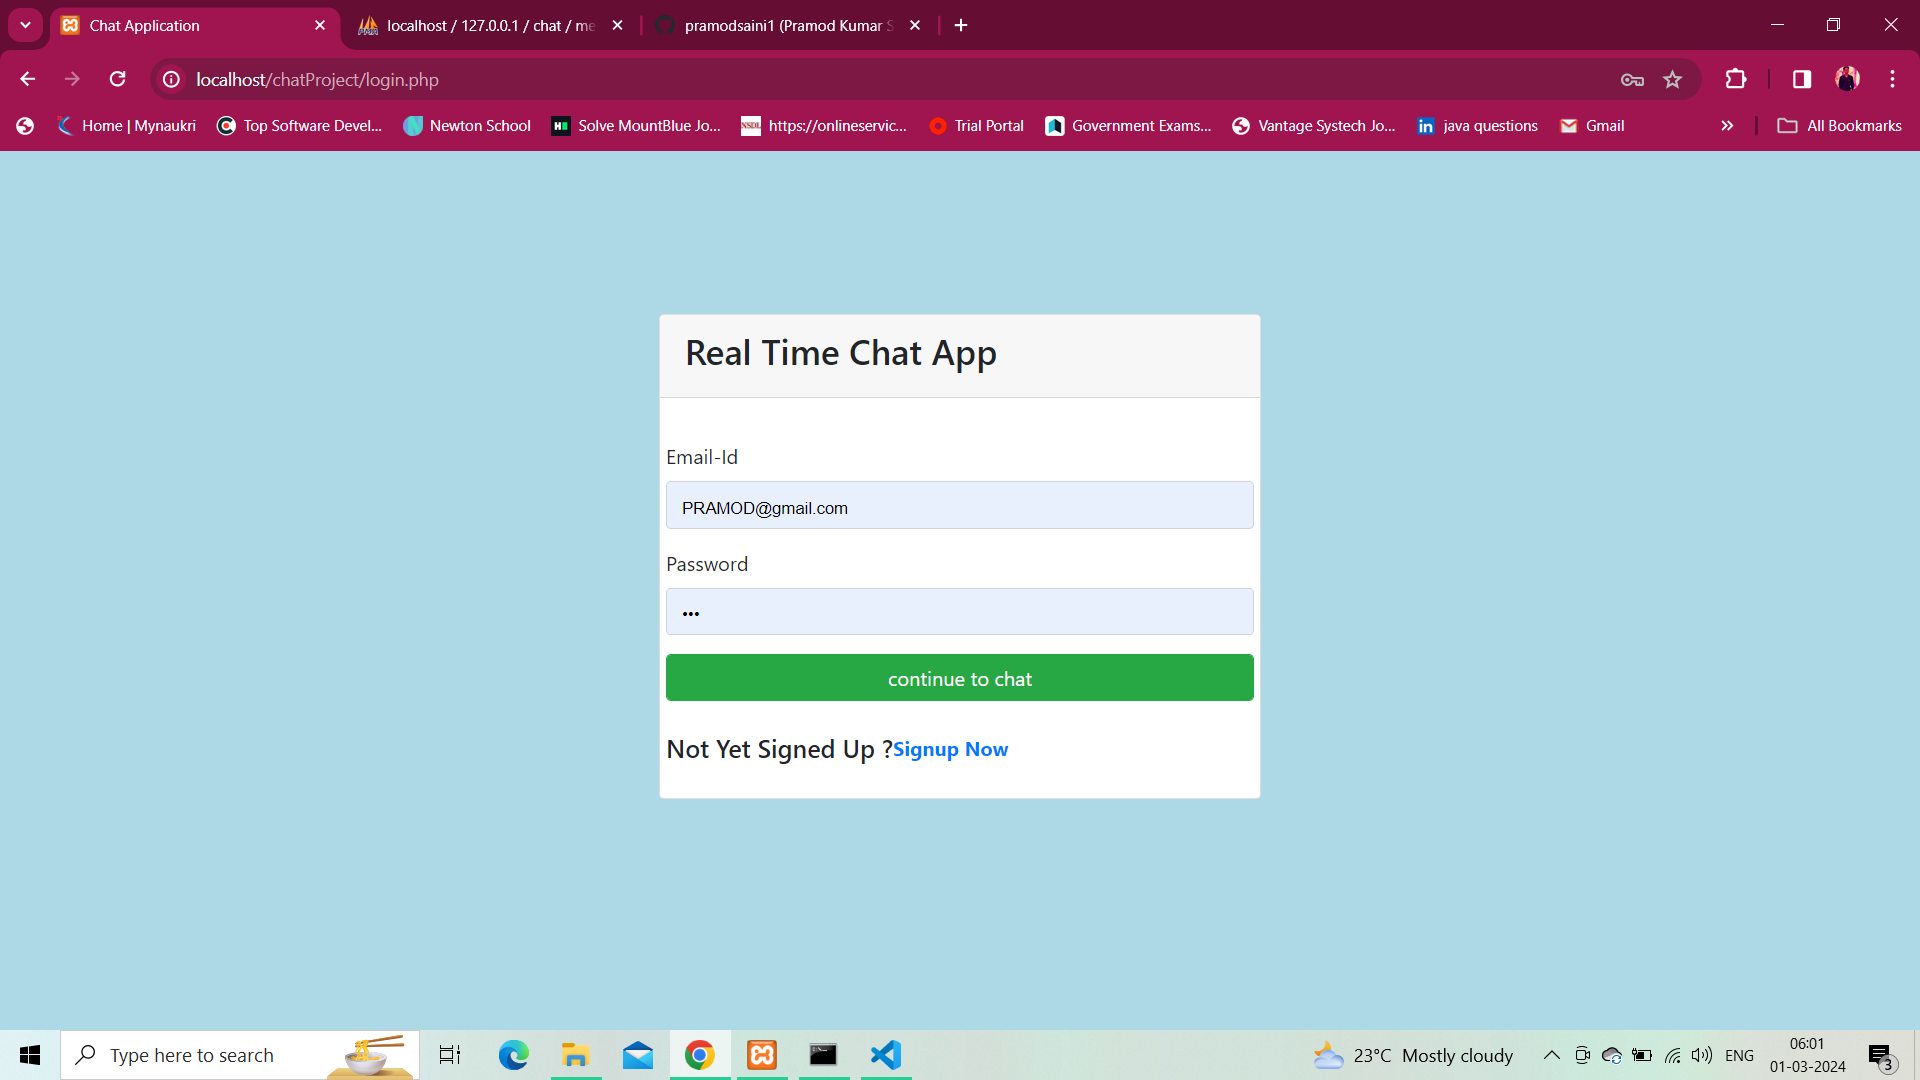 Chat Application
localhost / 127.0.0.1 / chat / me
pramodsaini1 (Pramod Kumar S
localhost/chatProject/login.php
Home | Mynaukri
Top Software Devel...
Newton School
Solve MountBlue Jo...
https://onlineservic...
Trial Portal
Government Exams...
Vantage Systech Jo...
java questions
Gmail
All Bookmarks
Real Time Chat App
Email-Id
PRAMOD@gmail.com
Password
continue to chat
Not Yet Signed Up ?Signup Now
Type here to search
23°C Mostly cloudy
ENG
06:01
01-03-2024
3